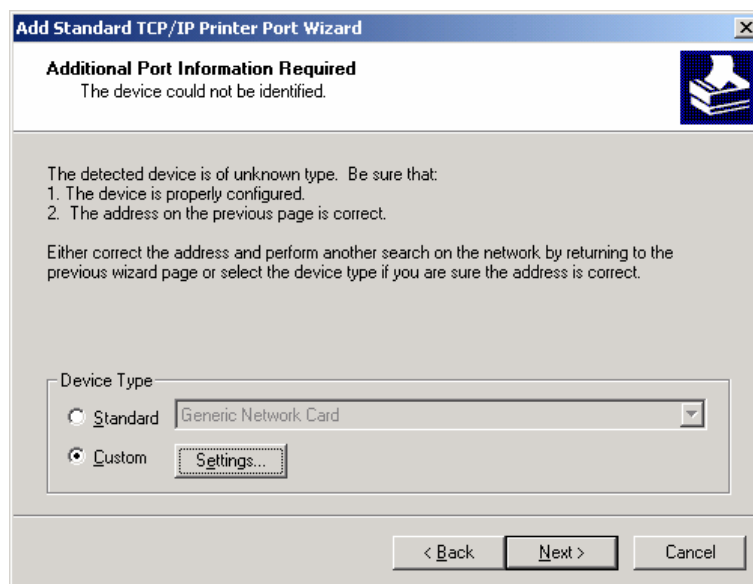 Add Standard TCP/IP Printer Port Wizard
Additional Port Information Required
The device could not be identified.
The detected device is of unknown type.  Be sure that:
1. The device is properly configured.
2.  The address on the previous page is correct.
Either correct the address and perform another search on the network by returning to the
previous wizard page or select the device type if you are sure the address is correct.
Device Type
Standard
Generic Network Card
Custom
Settings...
< Back
Next >
Cancel